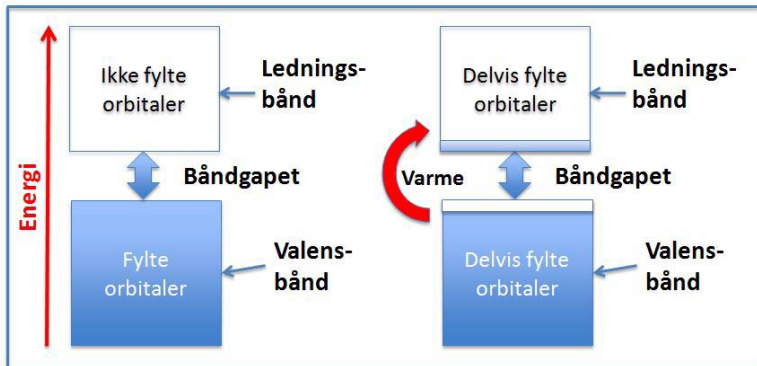 Energi
Ikke fylte
orbitaler
Lednings-
bånd
Båndgapet
Fylte
orbitaler
Valens-
bånd
Delvis fylte
orbitaler
Lednings-
bånd
Varme
Båndgapet
Delvis fylte
orbitaler
Valens-
bånd